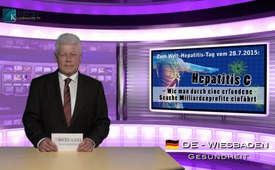 K
Zum Welt-Hepatitis-Tag vom 28.7.2015:
Hepatitis C
– Wie man durch eine erfundene
Seuche Milliardenprofite einfährt
DE - WIESBADEN
GESUNDHEIT